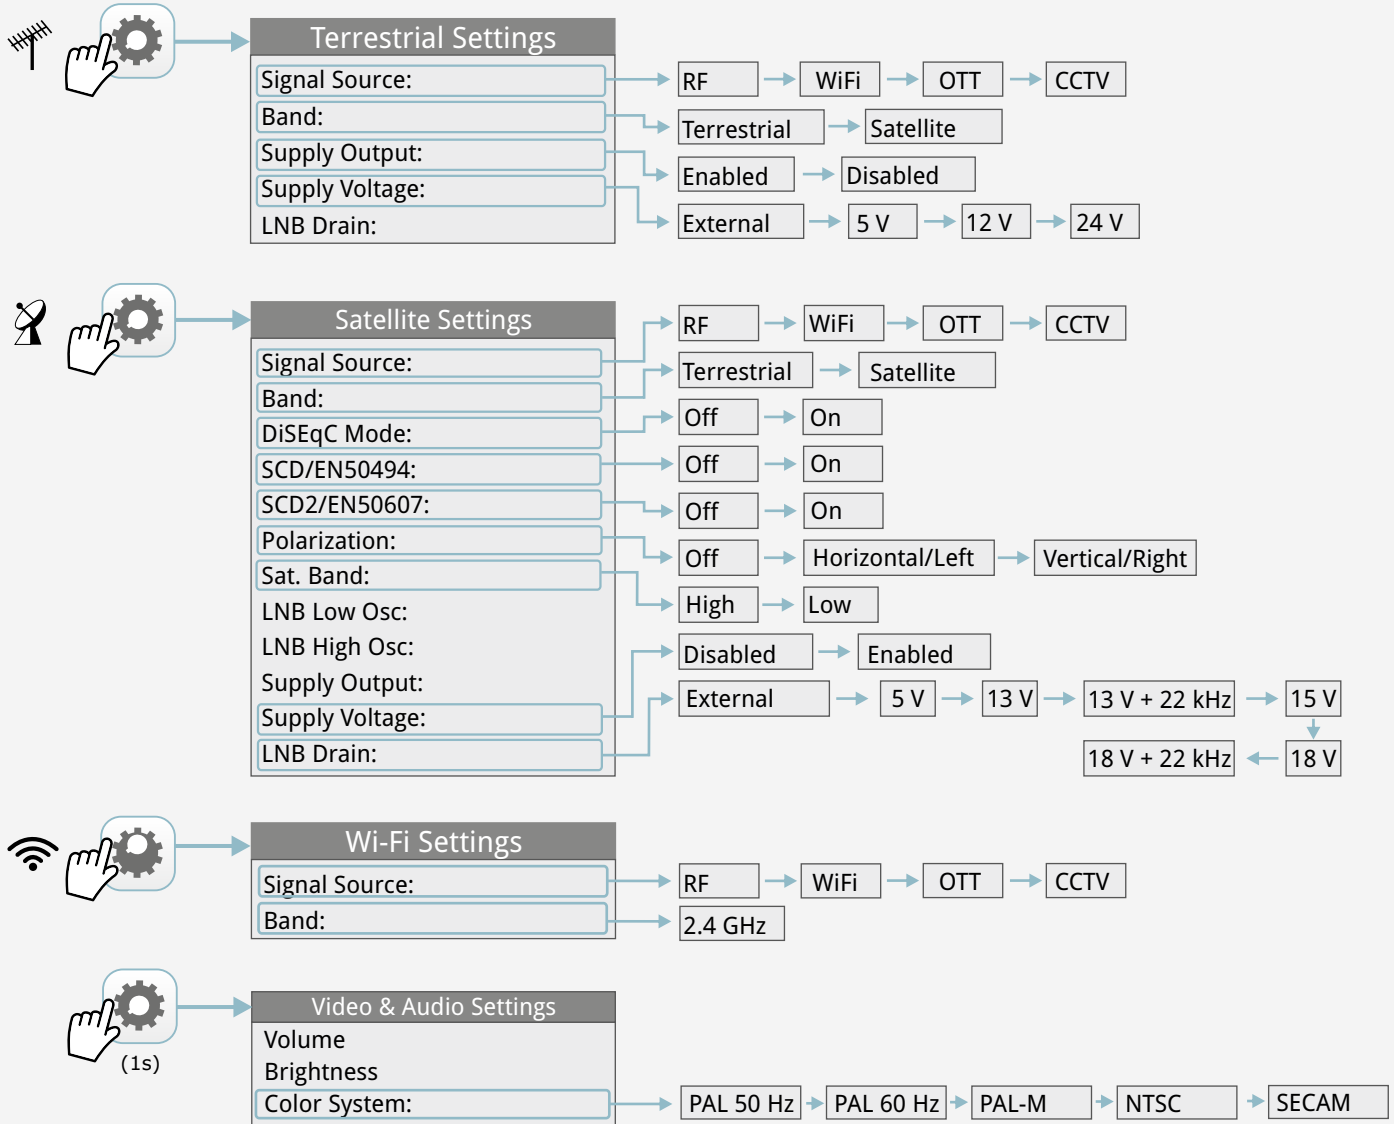 Terrestrial Settings
Signal Source: RF WiFi OTT CCTV
Band: Terrestrial Satellite
Supply Output: Enabled Disabled
Supply Voltage: External 5 V 12 V 24 V
LNB Drain:
Satellite Settings
Signal Source: RF WiFi OTT CCTV
Band: Terrestrial Satellite
DiSEqC Mode: Off On
SCD/EN50494: Off On
SCD2/EN50607: Off On
Polarization: Off Horizontal/Left Vertical/Right
Sat. Band: High Low
LNB Low Osc:
LNB High Osc:
Supply Output:
Supply Voltage: Disabled Enabled
LNB Drain: External 5 V 13 V 13 V + 22 kHz 15 V
18 V + 22 kHz 18 V
Wi-Fi Settings
Signal Source: RF WiFi OTT CCTV
Band: 2.4 GHz
Video & Audio Settings
Volume
(1s)
Brightness
Color System: PAL 50 Hz PAL 60 Hz PAL-M NTSC SECAM